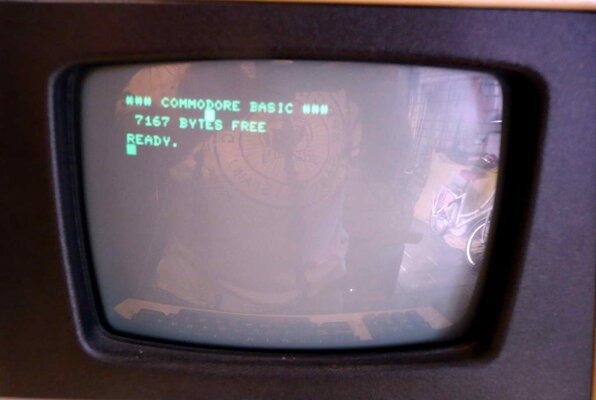 ### COMMODORE BASIC ###
7167 BYTES FREE
READY.